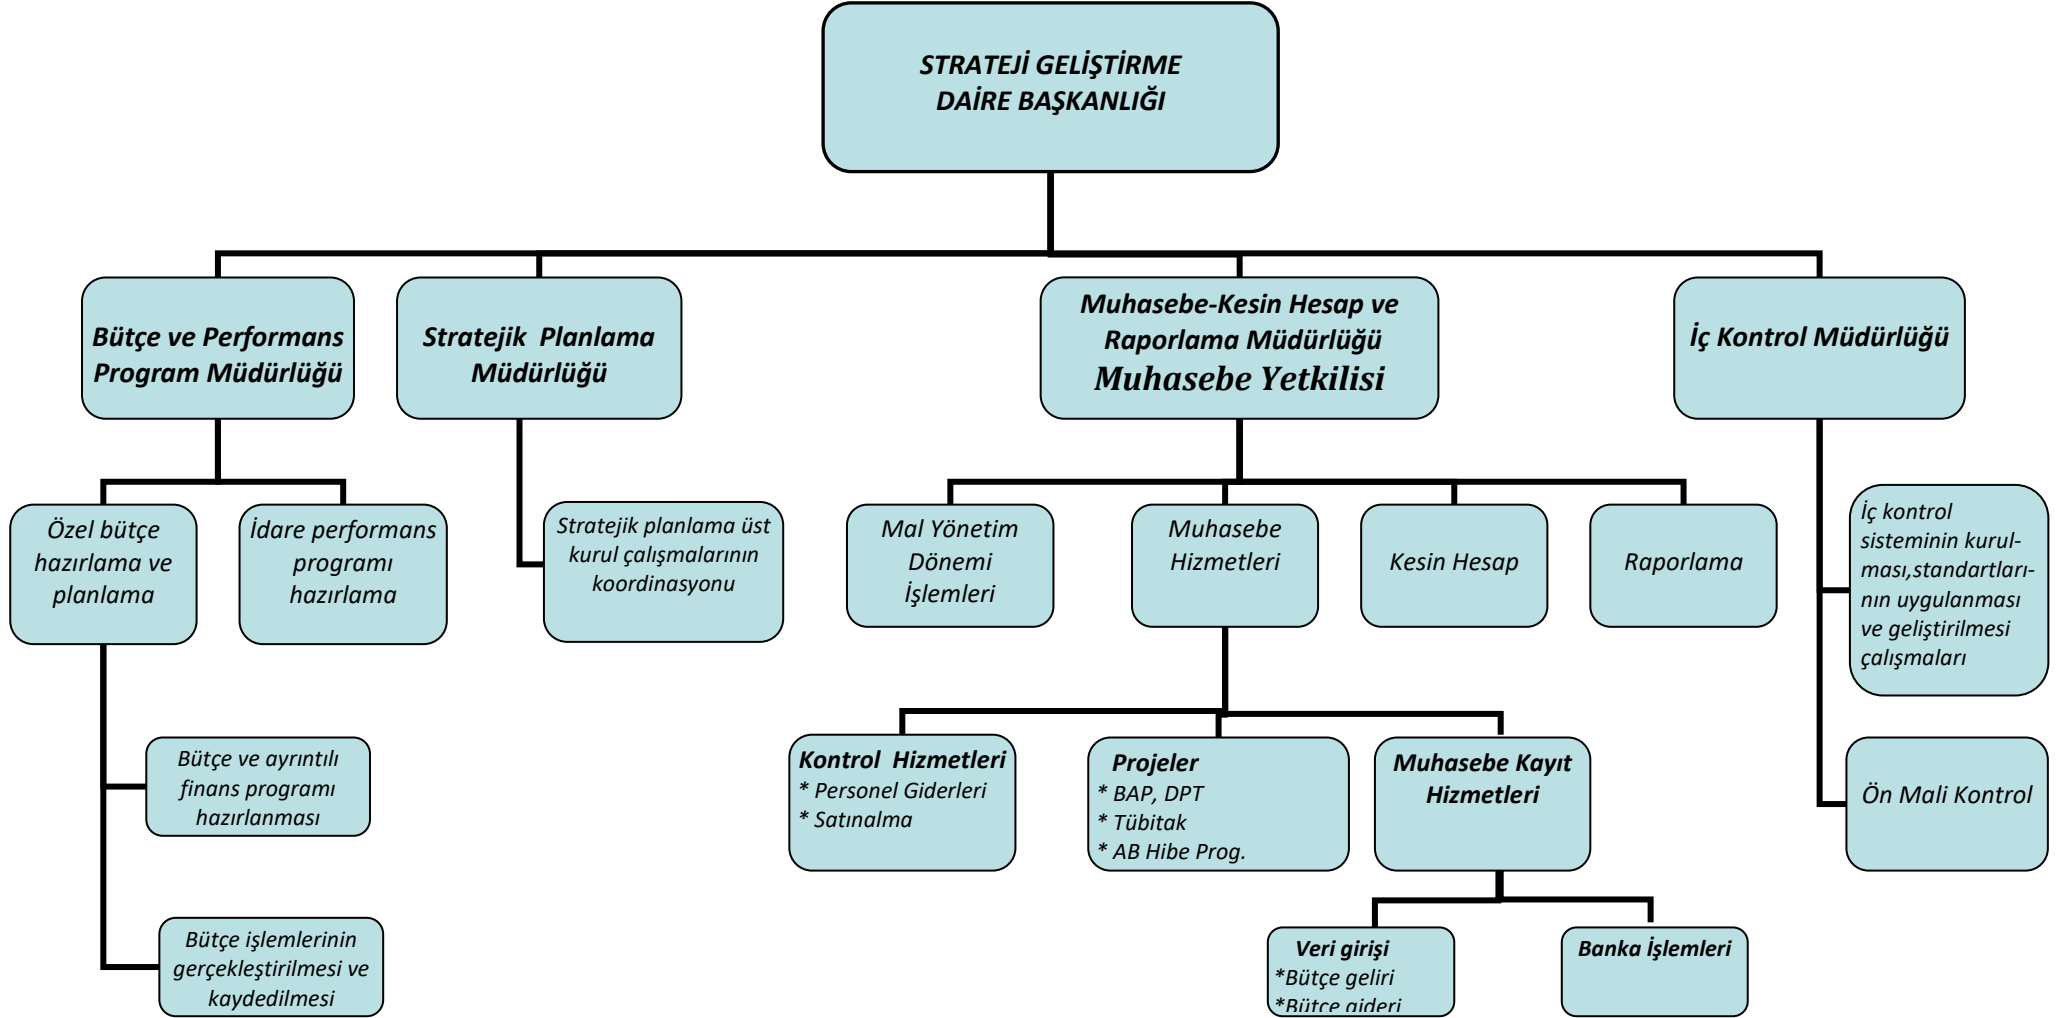 STRATEJİ GELİŞTİRME
DAİRE BAŞKANLIĞI
Bütçe ve Performans
Program Müdürlüğü
Stratejik  Planlama
Müdürlüğü
Muhasebe-Kesin Hesap ve
Raporlama Müdürlüğü
Muhasebe Yetkilisi
İç Kontrol Müdürlüğü
Özel bütçe
hazırlama ve
planlama
İdare performans
programı
hazırlama
Stratejik planlama üst
kurul çalışmalarının
koordinasyonu
Mal Yönetim
Dönemi
İşlemleri
Muhasebe
Hizmetleri
Kesin Hesap
Raporlama
İç kontrol
sisteminin kurul-
ması,standartları-
nın uygulanması
ve geliştirilmesi
çalışmaları
Bütçe ve ayrıntılı
finans programı
hazırlanması
Kontrol  Hizmetleri
* Personel Giderleri
* Satınalma
Projeler
* BAP, DPT
* Tübitak
* AB Hibe Prog.
Muhasebe Kayıt
Hizmetleri
Ön Mali Kontrol
Bütçe işlemlerinin
gerçekleştirilmesi ve
kaydedilmesi
Veri girişi
*Bütçe geliri
*Bütçe gideri
Banka İşlemleri